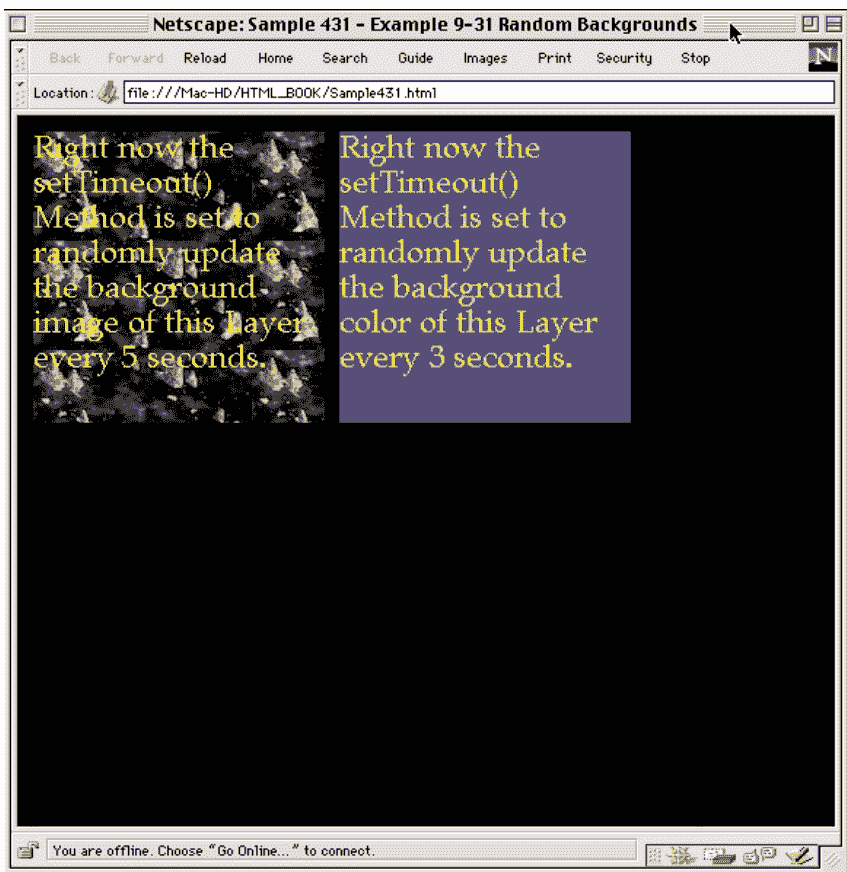 Netscape: Sample 431 - Example 9-31 Random Backgrounds
Back Forward Reload Home Search Guide Images Print Security Stop N
Location: file:///Mac-HD/HTML_BOOK/Sample431.html
Right now the
setTimeout()
Method is set to
randomly update
the background
image of this Layer
every 5 seconds.
Right now the
setTimeout()
Method is set to
randomly update
the background
color of this Layer
every 3 seconds.
You are offline. Choose "Go Online..." to connect.